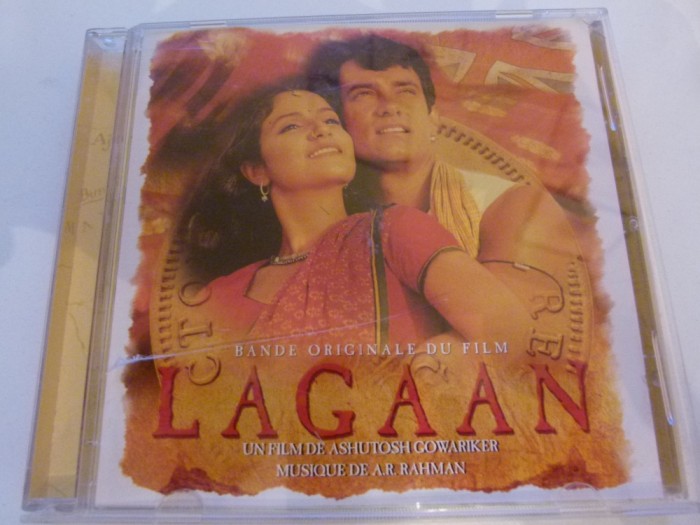 BANDE ORIGINALE DU FILM
LAGAAN
UN FILM DE ASHUTOSH GOWARIKER
MUSIQUE DE A.R. RAHMAN